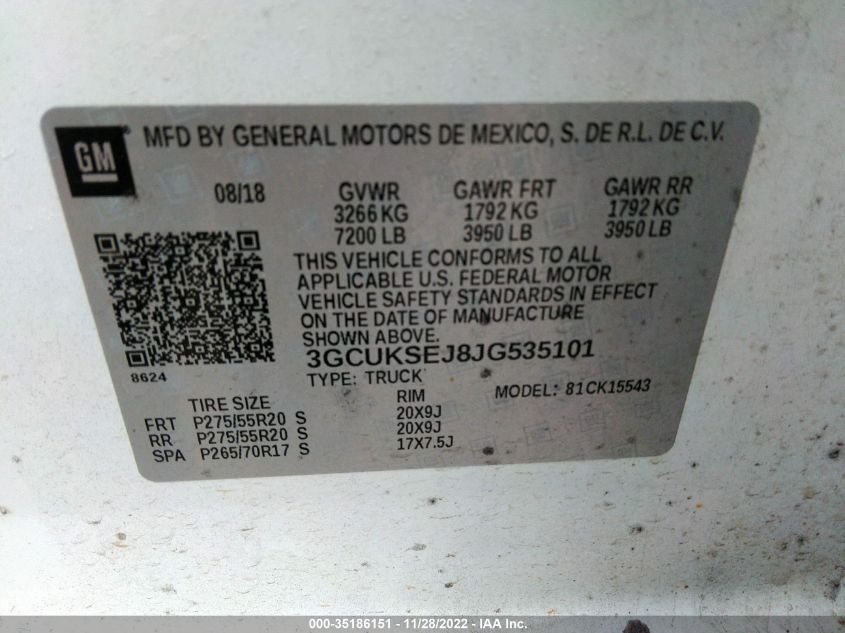 GM ® MFD BY GENERAL MOTORS DE MEXICO, S. DE R.L. DE C.V.
08/18 GVWR GAWR FRT GAWR RR
3266 KG 1792 KG 1792 KG
7200 LB 3950 LB 3950 LB
THIS VEHICLE CONFORMS TO ALL
APPLICABLE U.S. FEDERAL MOTOR
VEHICLE SAFETY STANDARDS IN EFFECT
ON THE DATE OF MANUFACTURE
SHOWN ABOVE.
3GCUKSEJ8JG535101
8624
TYPE: TRUCK MODEL: 81CK15543
TIRE SIZE RIM
FRT P275/55R20 S 20X9J
RR P275/55R20 S 20X9J
SPA P265/70R17 S 17X7.5J
000-35186151 - 11/28/2022 - IAA Inc.